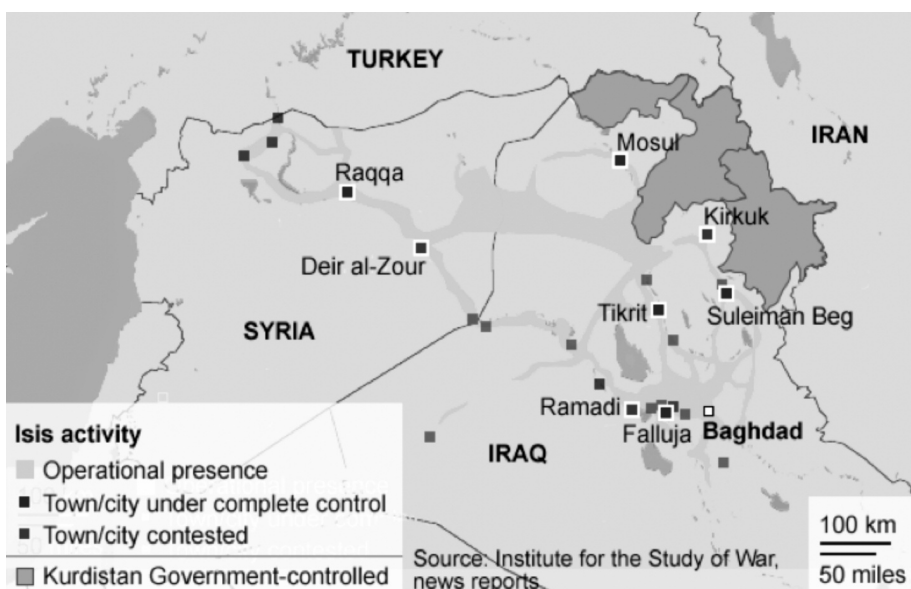 TURKEY
IRAN
Mosul
Raqqa
Kirkuk
Deir al-Zour
Tikrit
Suleiman Beg
SYRIA
Ramadi
Falluja
Baghdad
IRAQ
Isis activity
Operational presence
Town/city under complete control
Town/city contested
Kurdistan Government-controlled
Source: Institute for the Study of War,
news reports
100 km
50 miles